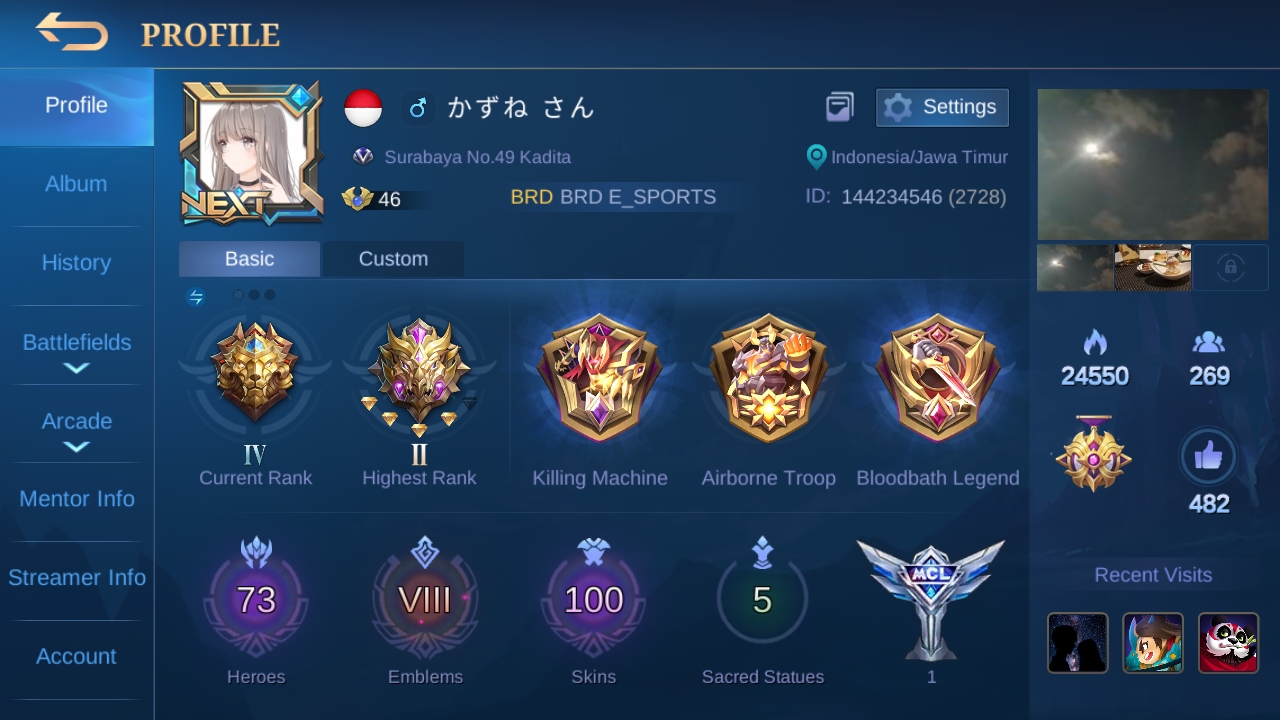 PROFILE
Profile
Album
History
Battlefields
Arcade
Mentor Info
Streamer Info
Account
NEXT
かずね さん
Settings
Surabaya No.49 Kadita
Indonesia/Jawa Timur
46
BRD BRD E_SPORTS
ID: 144234546 (2728)
Basic
Custom
IV
Current Rank
II
Highest Rank
Killing Machine
Airborne Troop
Bloodbath Legend
73
Heroes
VIII
Emblems
100
Skins
5
Sacred Statues
MCL
1
24550
269
482
Recent Visits